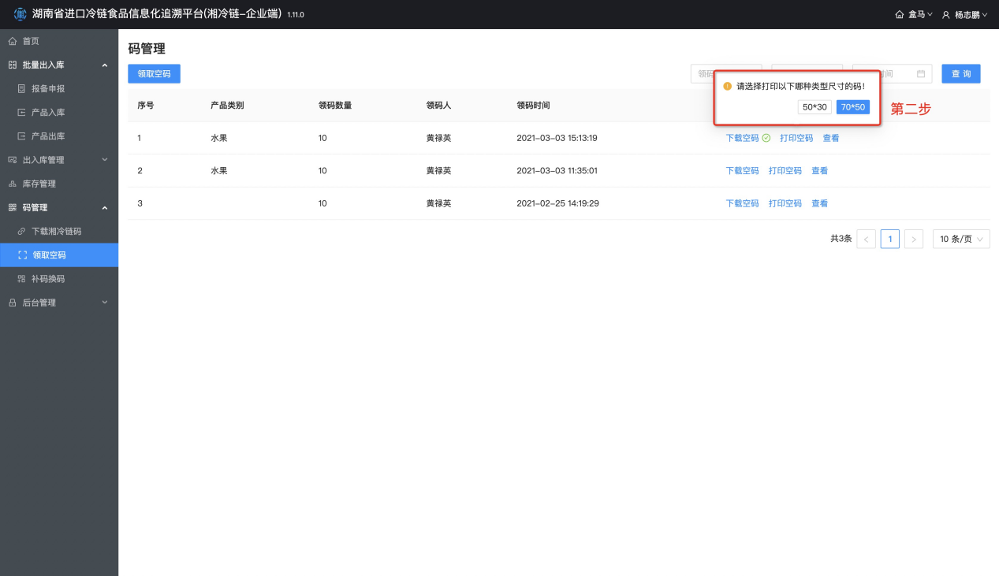 湖南省进口冷链食品信息化追溯平台(湘冷链-企业端) 1.11.0
盒马 杨志鹏
首页
批量出入库
报备申报
产品入库
产品出库
出入库管理
库存管理
码管理
下载湘冷链码
领取空码
补码换码
后台管理
码管理
领取空码
领码
时间
查 询
请选择打印以下哪种类型尺寸的码!
50*30 70*50
第二步
序号 产品类别 领码数量 领码人 领码时间
1 水果 10 黄禄英 2021-03-03 15:13:19 下载空码 打印空码 查看
2 水果 10 黄禄英 2021-03-03 11:35:01 下载空码 打印空码 查看
3 10 黄禄英 2021-02-25 14:19:29 下载空码 打印空码 查看
共3条 < 1 > 10 条/页